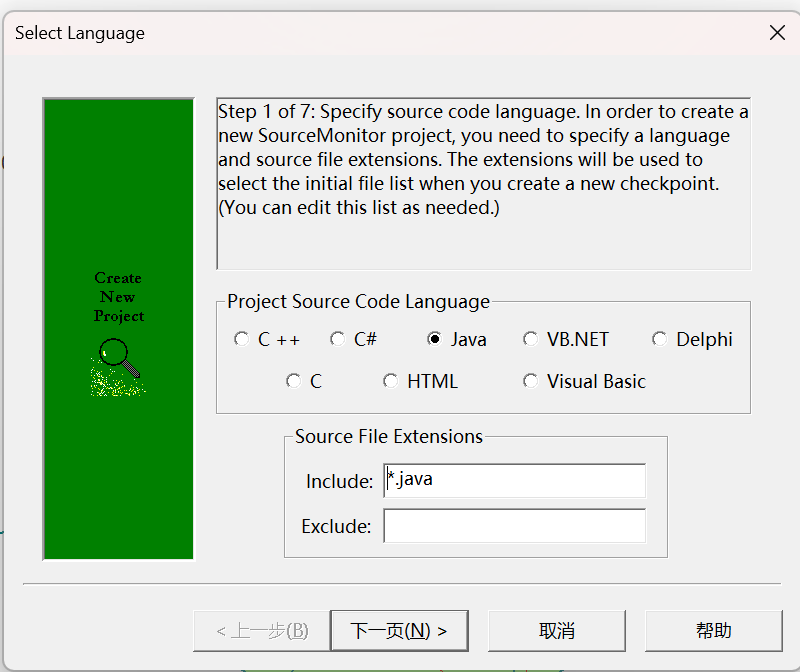 Select Language
Step 1 of 7: Specify source code language. In order to create a
new SourceMonitor project, you need to specify a language
and source file extensions. The extensions will be used to
select the initial file list when you create a new checkpoint.
(You can edit this list as needed.)
Create
New
Project
Project Source Code Language
C ++ C# Java VB.NET Delphi
C HTML Visual Basic
Source File Extensions
Include: *.java
Exclude:
< 上一步(B) 下一页(N) > 取消 帮助